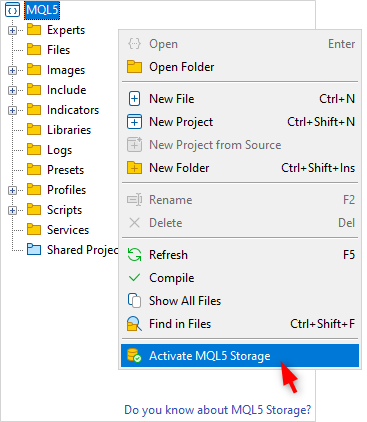 MQL5
Experts
Files
Images
Include
Indicators
Libraries
Logs
Presets
Profiles
Scripts
Services
Shared Projec
Open Enter
Open Folder
New File Ctrl+N
New Project Ctrl+Shift+N
New Project from Source
New Folder Ctrl+Shift+Ins
Rename F2
Delete Del
Refresh F5
Compile
Show All Files
Find in Files Ctrl+Shift+F
Activate MQL5 Storage
Do you know about MQL5 Storage?